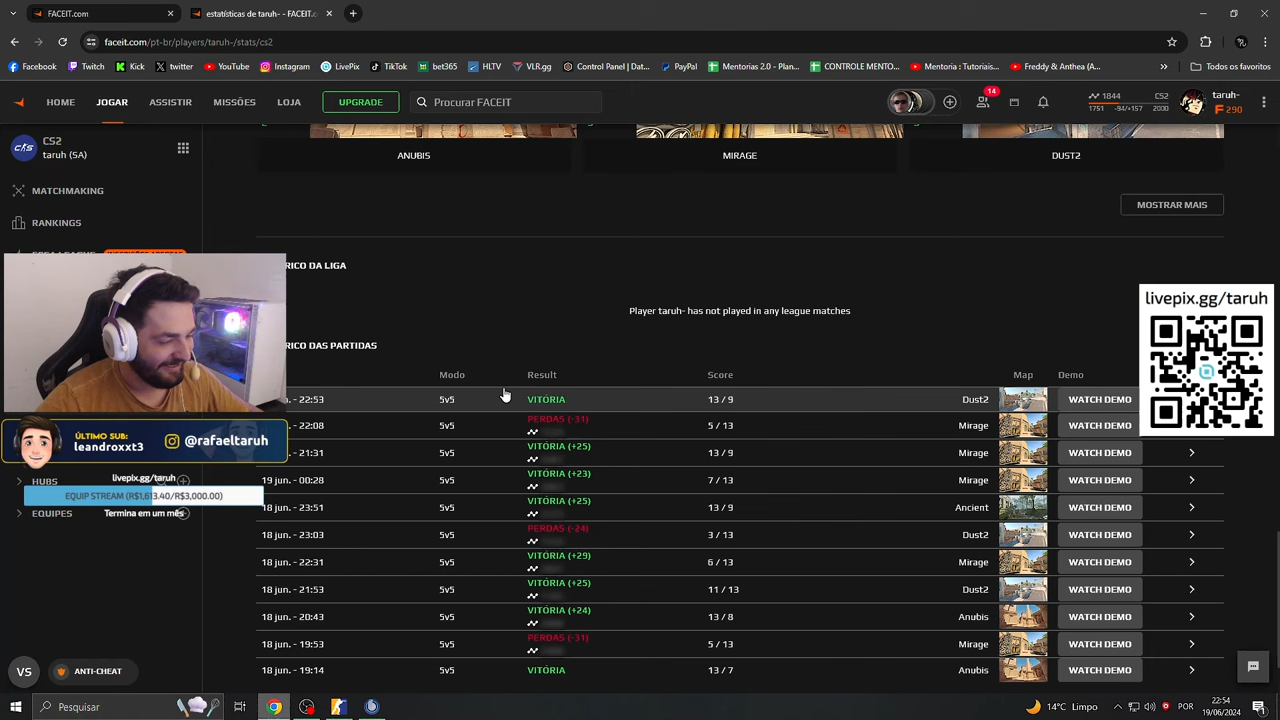 FACEIT.com
estatísticas de taruh- - FACEIT.c
faceit.com/pt-br/players/taruh-/stats/cs2
Facebook Twitch Kick twitter YouTube Instagram LivePix TikTok bet365 HLTV VLR.gg Control Panel | Dat... PayPal Mentorias 2.0 - Plan... CONTROLE MENTO... Mentoria : Tutoriais... Freddy & Anthea (A... Todos os favoritos
HOME JOGAR ASSISTIR MISSÕES LOJA UPGRADE Procurar FACEIT 14 1844 CS2 taruh-
1751 -94/+157 2000 290
CS2
taruh (SA)
ANUBIS MIRAGE DUST2
MATCHMAKING
MOSTRAR MAIS
RANKINGS
RICO DA LIGA
Player taruh- has not played in any league matches
RICO DAS PARTIDAS
Modo Result Score Map Demo
- 22:53 5v5 VITÓRIA 13 / 9 Dust2 WATCH DEMO
- 22:08 5v5 PERDAS (-31) 5 / 13 Mirage WATCH DEMO
- 21:31 5v5 VITÓRIA (+25) 13 / 9 Mirage WATCH DEMO
19 jun. - 00:28 5v5 VITÓRIA (+23) 7 / 13 Mirage WATCH DEMO
18 jun. - 23:51 5v5 VITÓRIA (+25) 13 / 9 Ancient WATCH DEMO
18 jun. - 23:03 5v5 PERDAS (-24) 3 / 13 Dust2 WATCH DEMO
18 jun. - 22:31 5v5 VITÓRIA (+29) 6 / 13 Mirage WATCH DEMO
18 jun. - 21:53 5v5 VITÓRIA (+25) 11 / 13 Dust2 WATCH DEMO
18 jun. - 20:43 5v5 VITÓRIA (+24) 13 / 8 Anubis WATCH DEMO
18 jun. - 19:53 5v5 PERDAS (-31) 5 / 13 Mirage WATCH DEMO
18 jun. - 19:14 5v5 VITÓRIA 13 / 7 Anubis WATCH DEMO
livepix.gg/taruh
ÚLTIMO SUB:
leandroxxt3
@rafaeltaruh
livepix.gg/taruh
HUBS
EQUIP STREAM (R$1,613.40/R$3,000.00)
EQUIPES
Termina em um mês
VS
ANTI-CHEAT
Pesquisar
14°C Limpo
POR
22:54
19/06/2024